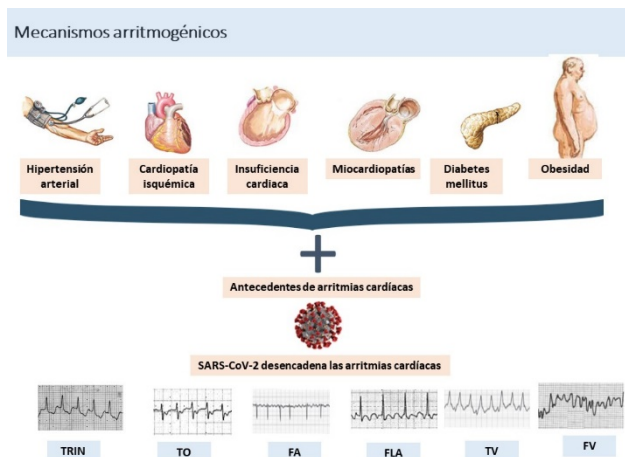 Mecanismos arritmogénicos
Hipertensión
arterial
Cardiopatía
isquémica
Insuficiencia
cardiaca
Miocardiopatías
Diabetes
mellitus
Obesidad
Antecedentes de arritmias cardíacas
SARS-CoV-2 desencadena las arritmias cardíacas
TRIN
TO
FA
FLA
TV
FV